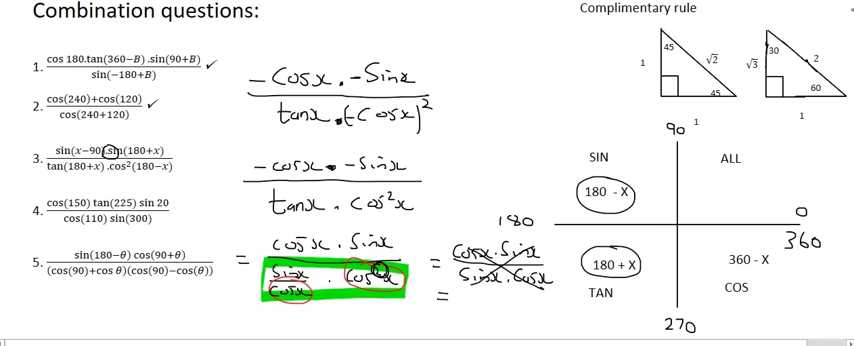 Combination questions:
1. cos 180.tan(360−B) .sin(90+B)
sin(−180+B)
2. cos(240)+cos(120)
cos(240+120)
3. sin(x−90).sin(180+x)
tan(180+x) .cos²(180−x)
4. cos(150) tan(225) sin 20
cos(110) sin(300)
5. sin(180−θ) cos(90+θ)
(cos(90)+cos θ)(cos(90)−cos(θ))
−Cosx . −Sinx
tanx . (−Cosx)²
−cosx . −Sinx
tanx . Cos²x
= cosx . Sinx
Sinx . Cos²x
Cosx
= Cosx . Sinx
Sinx . Cosx
=
Complimentary rule
45
1
√2
45
1
30
√3
2
60
1
90
SIN
ALL
180 - X
180
0
360
180 + X
360 - X
TAN
COS
270